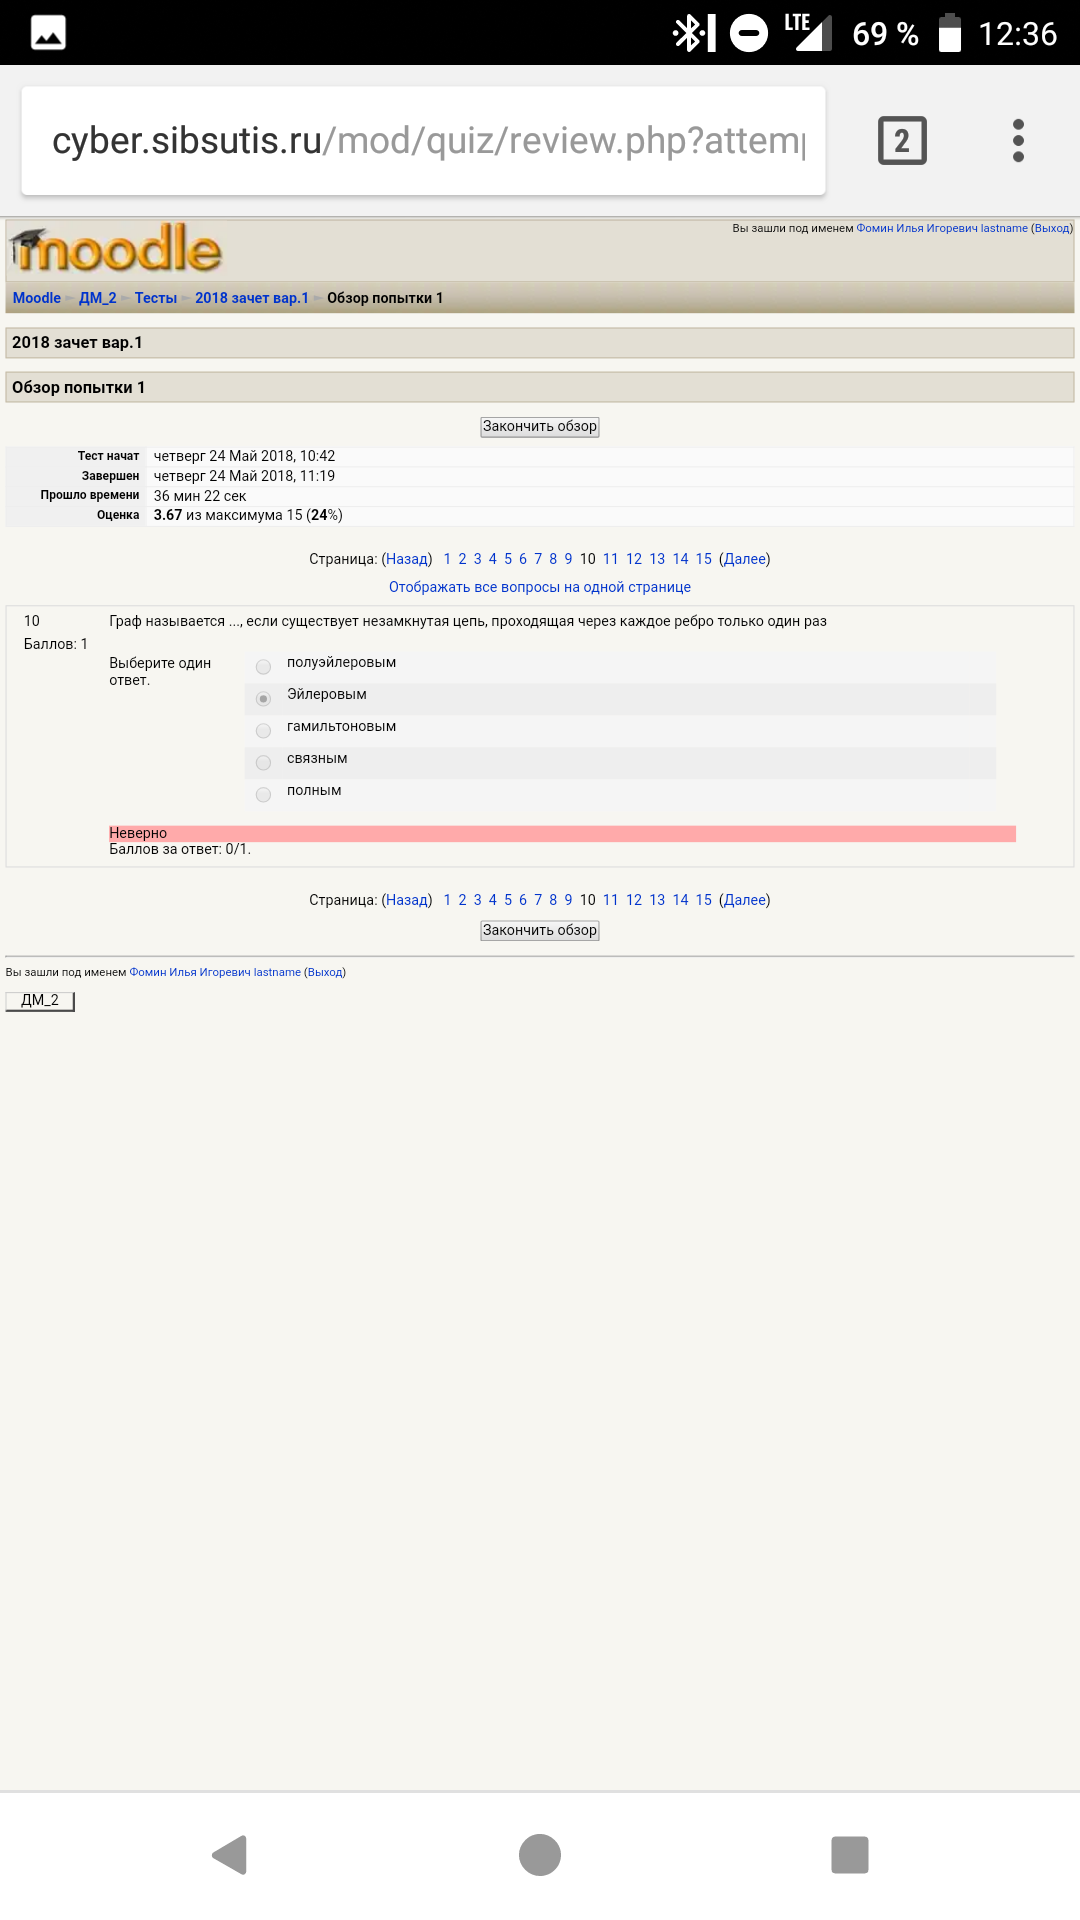 LTE 69 % 12:36
cyber.sibsutis.ru/mod/quiz/review.php?attem
2
moodle
Вы зашли под именем Фомин Илья Игоревич lastname (Выход)
Moodle ► ДМ_2 ► Тесты ► 2018 зачет вар.1 ► Обзор попытки 1
2018 зачет вар.1
Обзор попытки 1
Закончить обзор
Тест начат четверг 24 Май 2018, 10:42
Завершен четверг 24 Май 2018, 11:19
Прошло времени 36 мин 22 сек
Оценка 3.67 из максимума 15 (24%)
Страница: (Назад) 1 2 3 4 5 6 7 8 9 10 11 12 13 14 15 (Далее)
Отображать все вопросы на одной странице
10 Граф называется ..., если существует незамкнутая цепь, проходящая через каждое ребро только один раз
Баллов: 1
Выберите один
ответ.
полуэйлеровым
Эйлеровым
гамильтоновым
связным
полным
Неверно
Баллов за ответ: 0/1.
Страница: (Назад) 1 2 3 4 5 6 7 8 9 10 11 12 13 14 15 (Далее)
Закончить обзор
Вы зашли под именем Фомин Илья Игоревич lastname (Выход)
ДМ_2